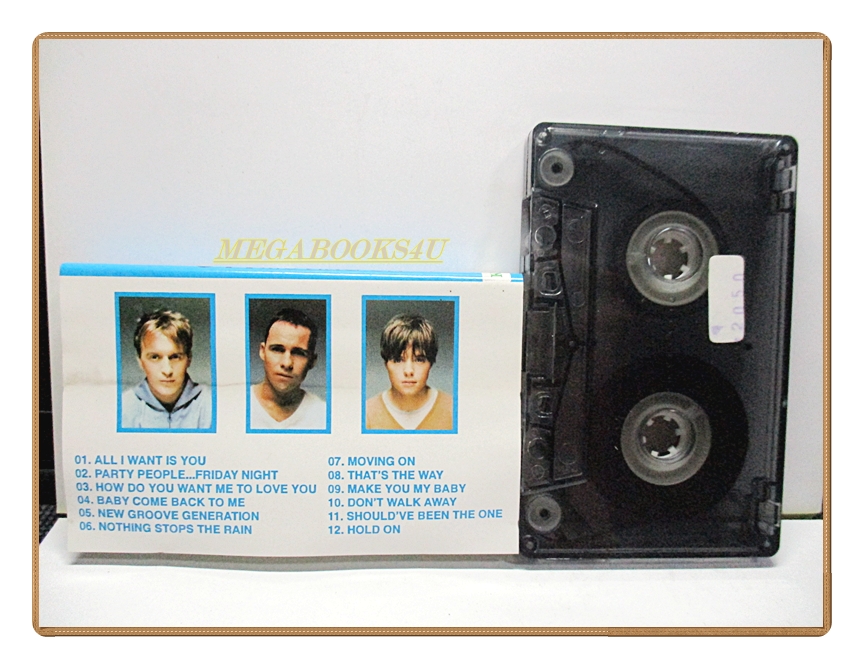 MEGABOOKS4U
01. ALL I WANT IS YOU
02. PARTY PEOPLE...FRIDAY NIGHT
03. HOW DO YOU WANT ME TO LOVE YOU
04. BABY COME BACK TO ME
05. NEW GROOVE GENERATION
06. NOTHING STOPS THE RAIN
07. MOVING ON
08. THAT'S THE WAY
09. MAKE YOU MY BABY
10. DON'T WALK AWAY
11. SHOULD'VE BEEN THE ONE
12. HOLD ON
2050